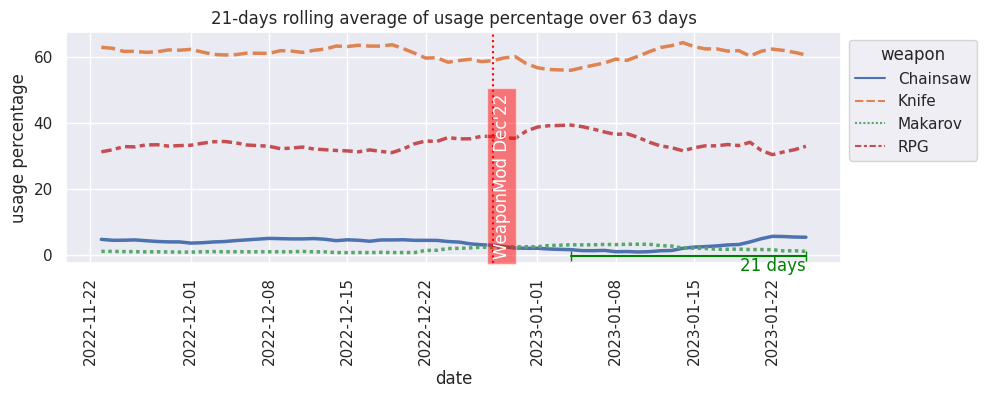 21-days rolling average of usage percentage over 63 days
usage percentage
60
40
20
0
WeaponMod Dec'22
21 days
2022-11-22
2022-12-01
2022-12-08
2022-12-15
2022-12-22
2023-01-01
2023-01-08
2023-01-15
2023-01-22
date
weapon
Chainsaw
Knife
Makarov
RPG